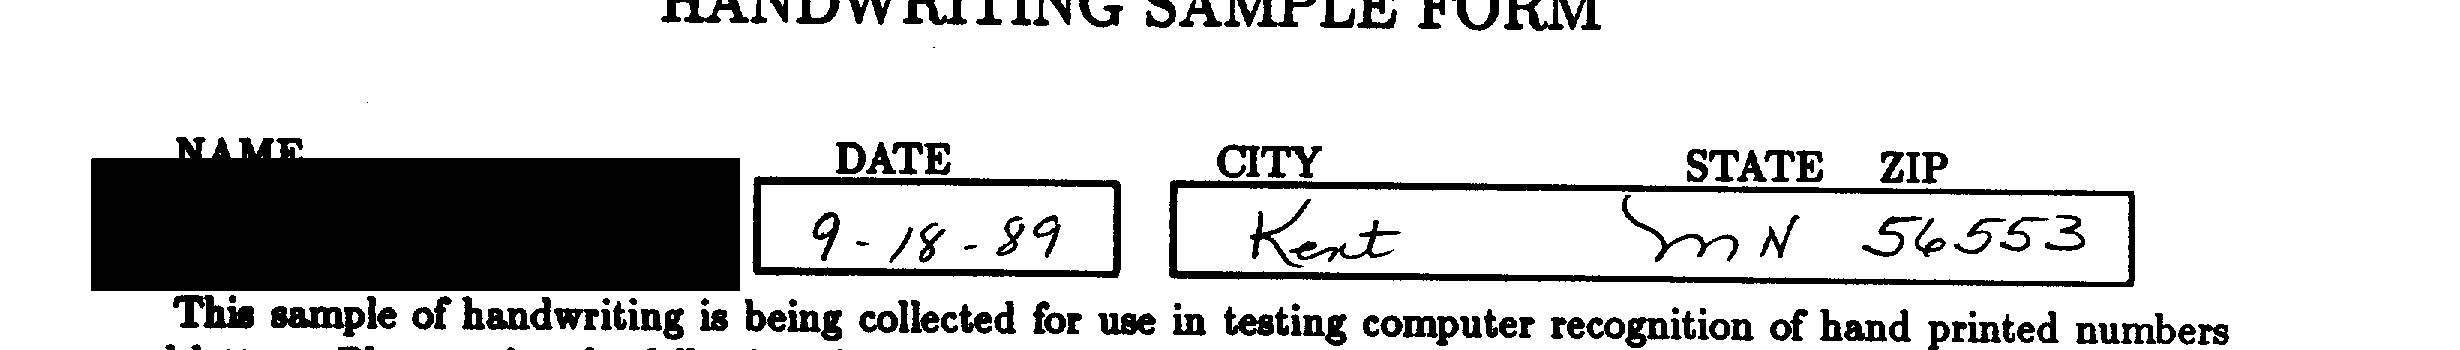 HANDWRITING SAMPLE FORM
NAME DATE CITY STATE ZIP
9-18-89 Kent MN 56553
This sample of handwriting is being collected for use in testing computer recognition of hand printed numbers